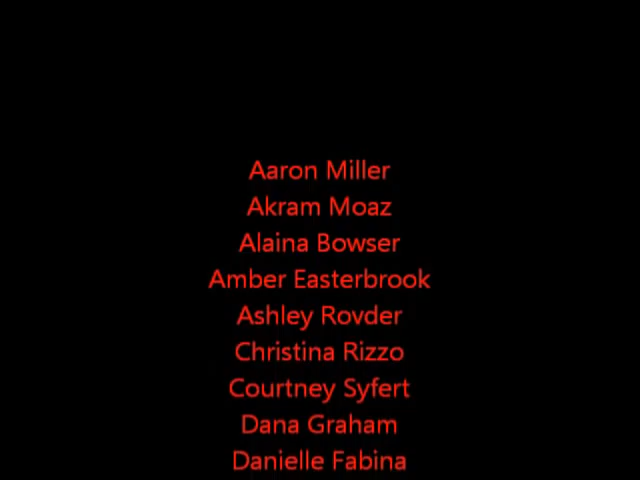 Aaron Miller
Akram Moaz
Alaina Bowser
Amber Easterbrook
Ashley Rovder
Christina Rizzo
Courtney Syfert
Dana Graham
Danielle Fabina